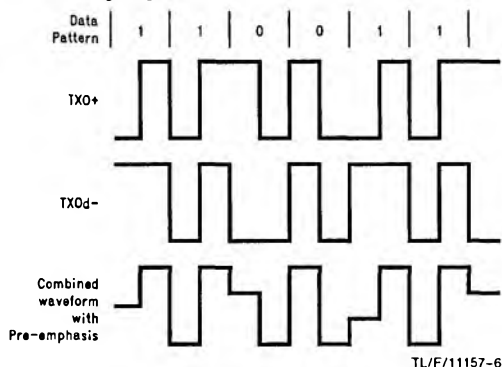 Data
Pattern
1 1 0 0 1 1
TXO+
TXOd-
Combined
waveform
with
Pre-emphasis
TL/F/11157-6